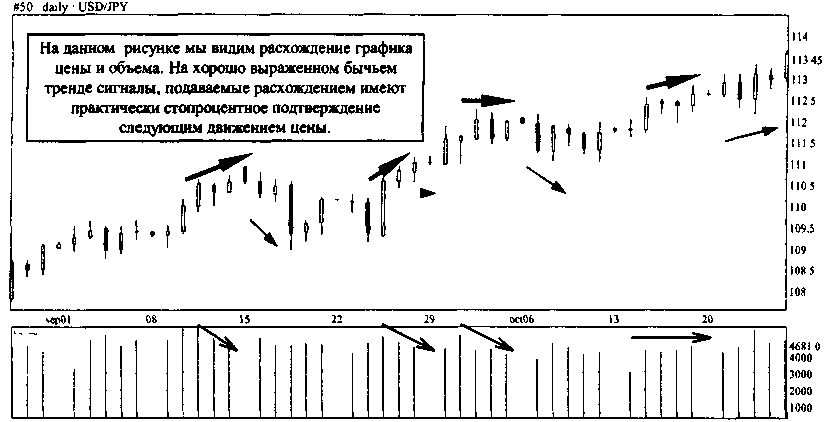 #50 daily · USD/JPY
На данном рисунке мы видим расхождение графика
цены и объема. На хорошо выраженном бычьем
тренде сигналы, подаваемые расхождением имеют
практически стопроцентное подтверждение
следующим движением цены.
114
113 45
113
112.5
112
111.5
111
110.5
110
109.5
109
108 5
108
sep01 08 15 22 29 oct06 13 20
4681 0
4000
3000
2000
1000